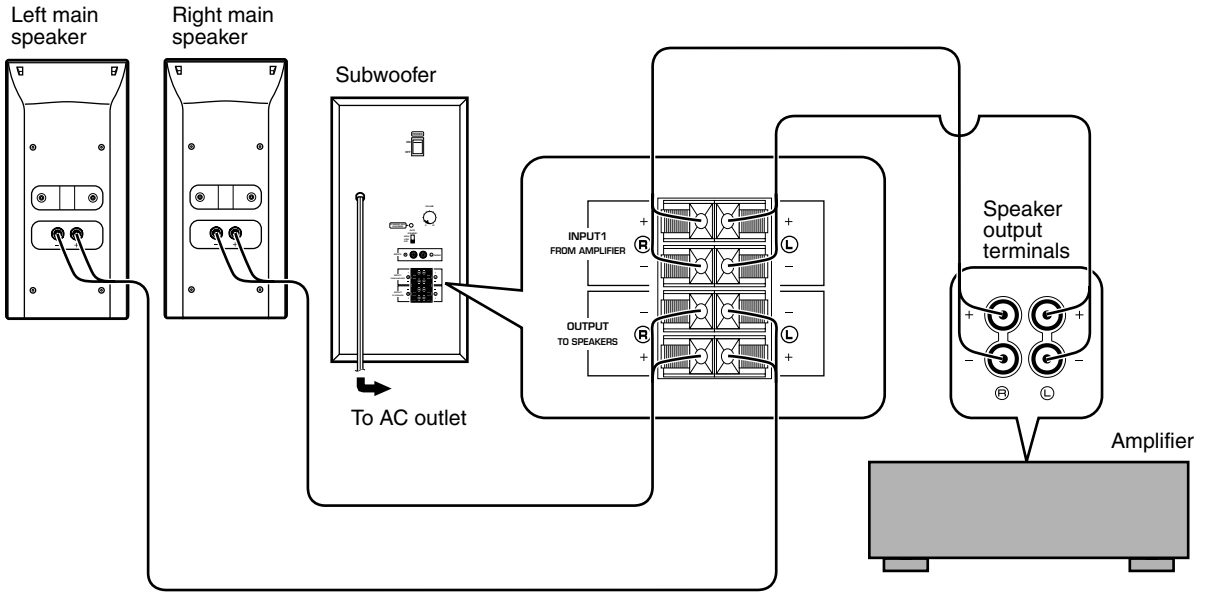 Left main
speaker
Right main
speaker
Subwoofer
To AC outlet
INPUT1
FROM AMPLIFIER
+
R
−
+
L
−
OUTPUT
TO SPEAKERS
−
R
+
−
L
+
Speaker
output
terminals
+ +
− −
R L
Amplifier